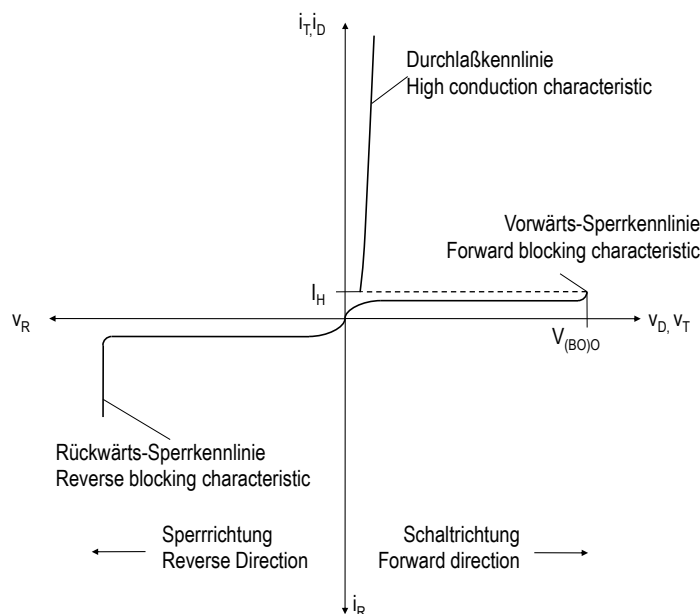 i_T,i_D
Durchlaßkennlinie
High conduction characteristic
Vorwärts-Sperrkennlinie
Forward blocking characteristic
I_H
v_R
v_D, v_T
V_(BO)O
Rückwärts-Sperrkennlinie
Reverse blocking characteristic
Sperrrichtung
Reverse Direction
Schaltrichtung
Forward direction
i_R